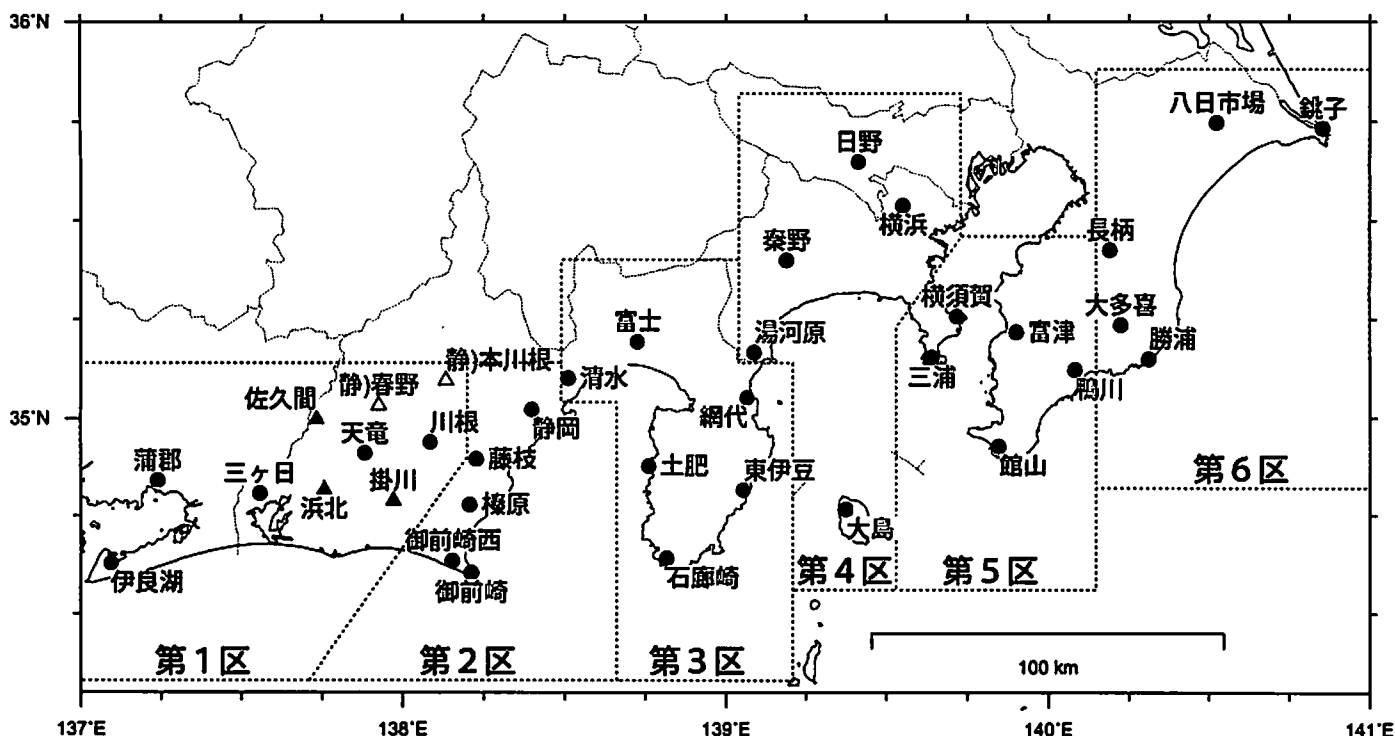 36°N
八日市場
銚子
日野
横浜
長柄
秦野
横須賀
大多喜
富士
湯河原
富津
勝浦
静)本川根
清水
三浦
鴨川
静)春野
佐久間
網代
川根
静岡
35°N
天竜
藤枝
土肥
東伊豆
館山
第6区
蒲郡
三ヶ日
掛川
浜北
榛原
大島
御前崎西
伊良湖
御前崎
石廊崎
第4区
第5区
第1区
第2区
第3区
100 km
137°E
138°E
139°E
140°E
141°E